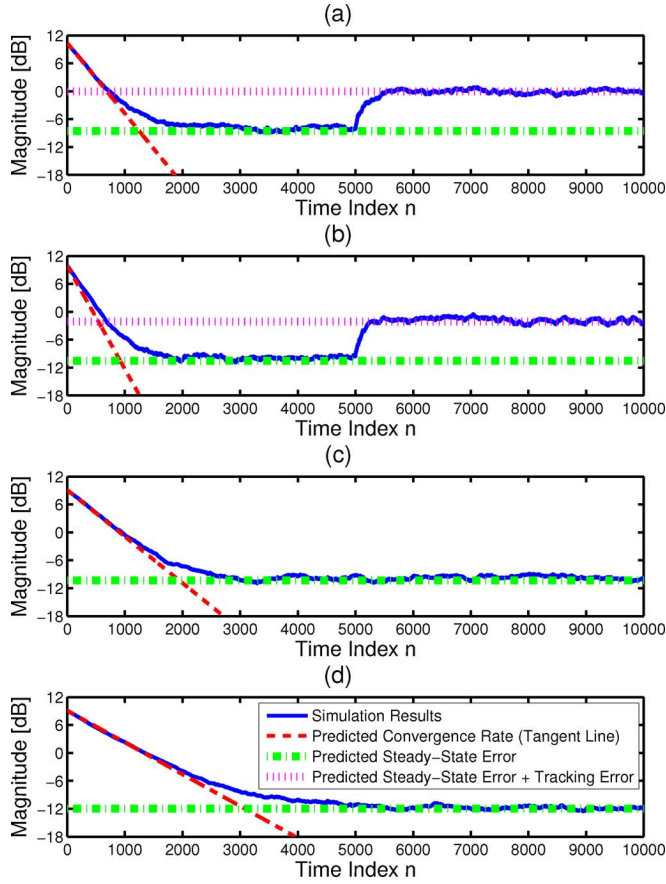 (a)
Magnitude [dB]
12
6
0
−6
−12
−18
0 1000 2000 3000 4000 5000 6000 7000 8000 9000 10000
Time Index n
(b)
Magnitude [dB]
12
6
0
−6
−12
−18
0 1000 2000 3000 4000 5000 6000 7000 8000 9000 10000
Time Index n
(c)
Magnitude [dB]
12
6
0
−6
−12
−18
0 1000 2000 3000 4000 5000 6000 7000 8000 9000 10000
Time Index n
(d)
Magnitude [dB]
12
6
0
−6
−12
−18
Simulation Results
Predicted Convergence Rate (Tangent Line)
Predicted Steady−State Error
Predicted Steady−State Error + Tracking Error
0 1000 2000 3000 4000 5000 6000 7000 8000 9000 10000
Time Index n